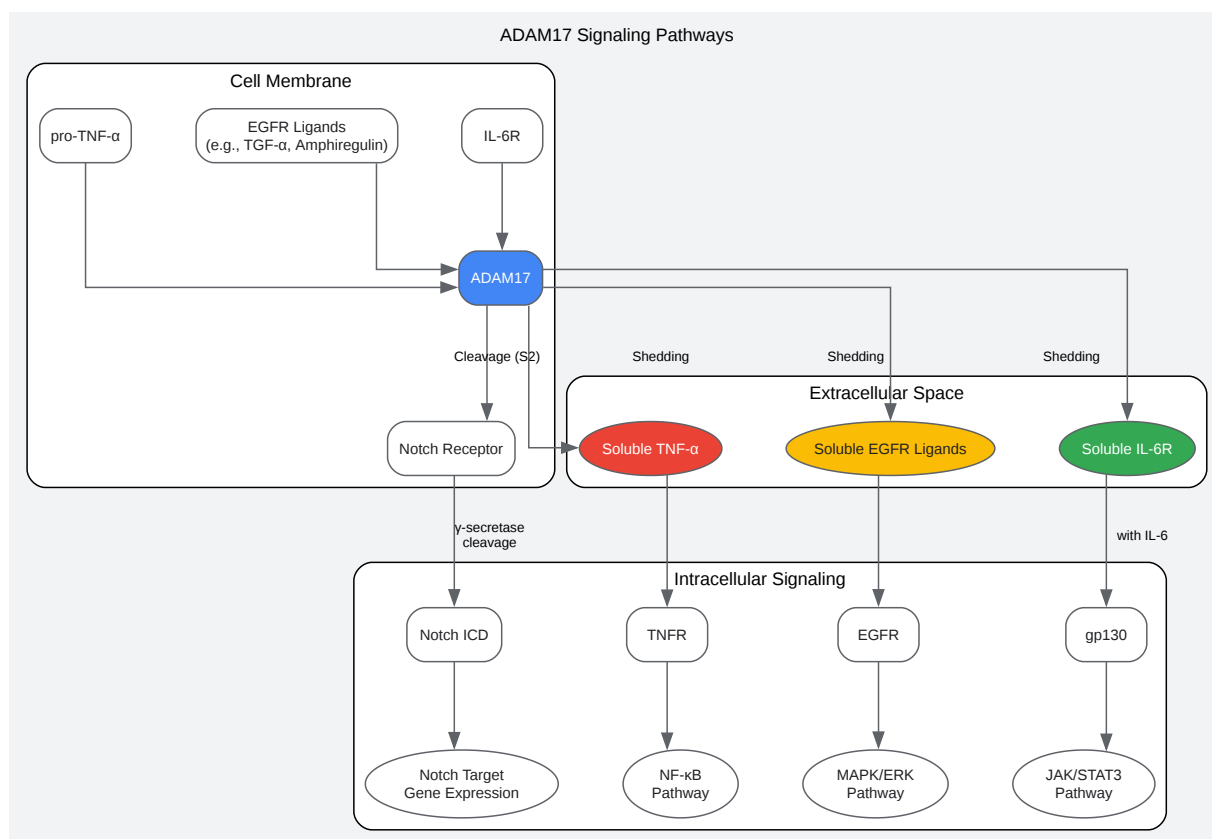 ADAM17 Signaling Pathways
Cell Membrane
pro-TNF-α
EGFR Ligands
(e.g., TGF-α, Amphiregulin)
IL-6R
ADAM17
Cleavage (S2)
Shedding
Shedding
Shedding
Extracellular Space
Notch Receptor
Soluble TNF-α
Soluble EGFR Ligands
Soluble IL-6R
γ-secretase
cleavage
with IL-6
Intracellular Signaling
Notch ICD
TNFR
EGFR
gp130
Notch Target
Gene Expression
NF-κB
Pathway
MAPK/ERK
Pathway
JAK/STAT3
Pathway